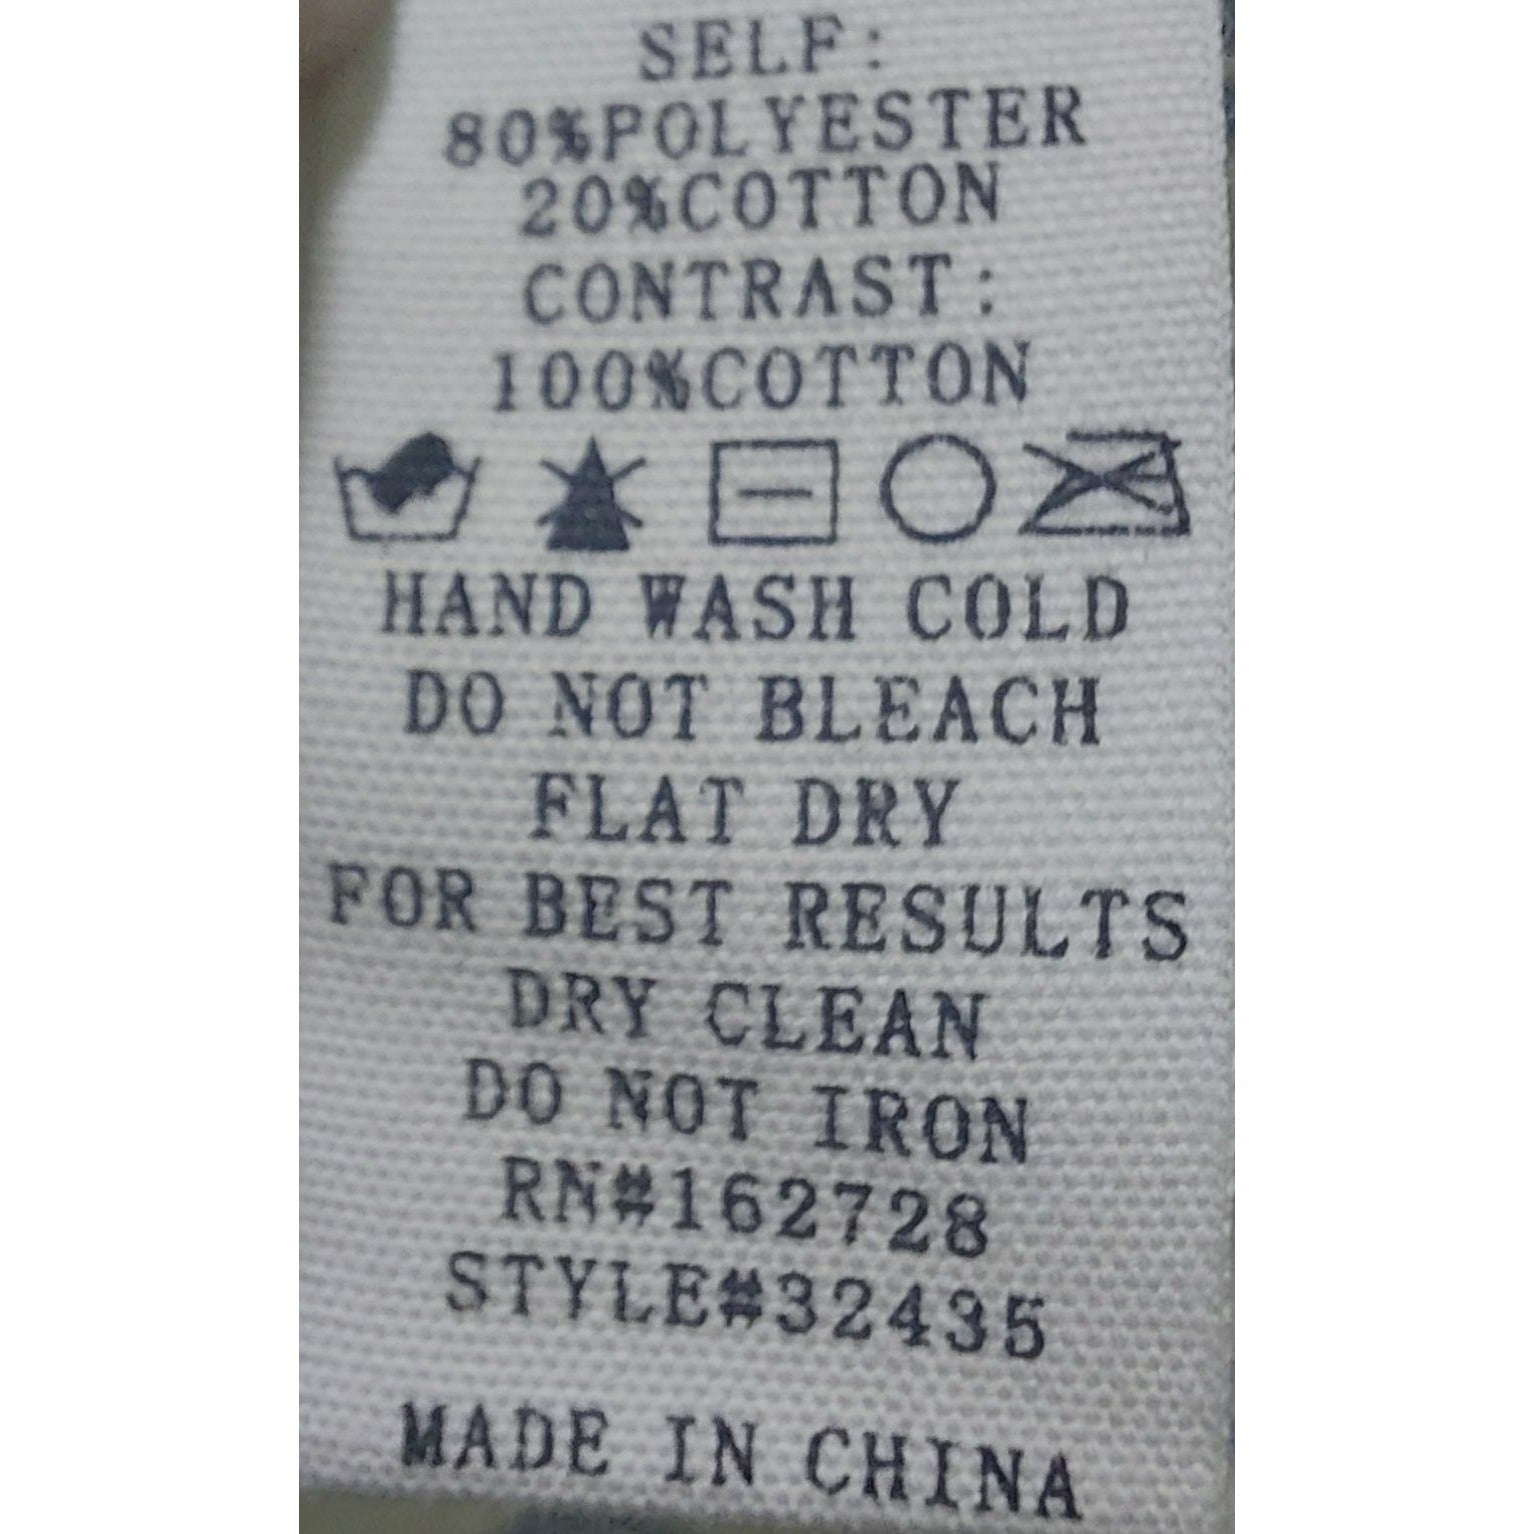 SELF:
80%POLYESTER
20%COTTON
CONTRAST:
100%COTTON
HAND WASH COLD
DO NOT BLEACH
FLAT DRY
FOR BEST RESULTS
DRY CLEAN
DO NOT IRON
RN#162728
STYLE#32435
MADE IN CHINA